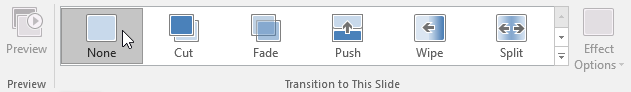 None Cut Fade Push Wipe Split
Preview
Effect
Options
Preview Transition to This Slide